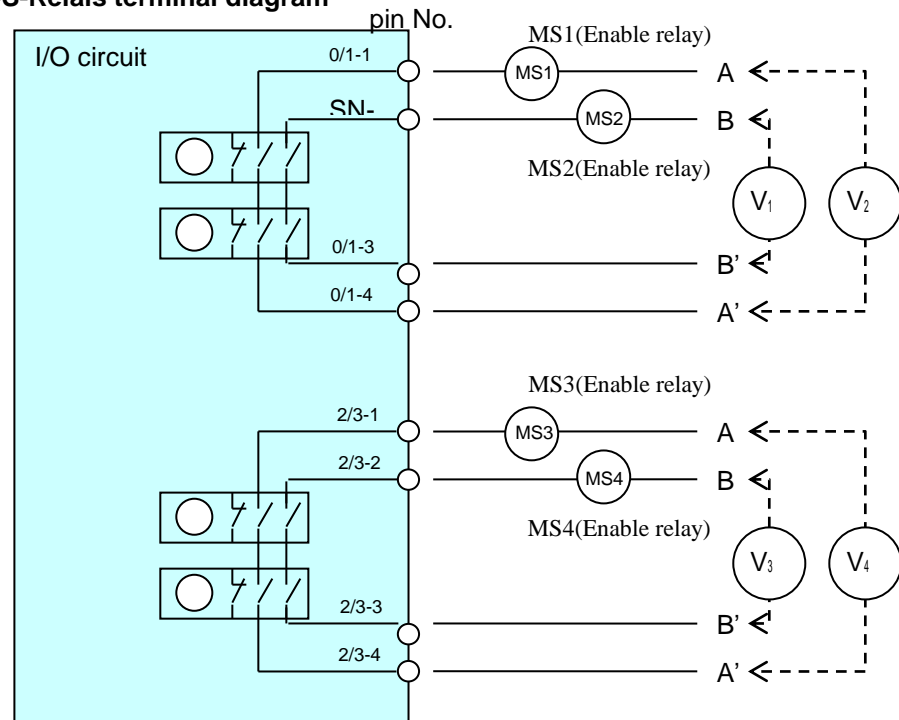 S-Relais terminal diagram
pin No.
I/O circuit
0/1-1
MS1(Enable relay)
MS1
A
SN-
MS2
B
MS2(Enable relay)
V1
V2
0/1-3
B'
0/1-4
A'
MS3(Enable relay)
2/3-1
MS3
A
2/3-2
MS4
B
MS4(Enable relay)
V3
V4
2/3-3
B'
2/3-4
A'